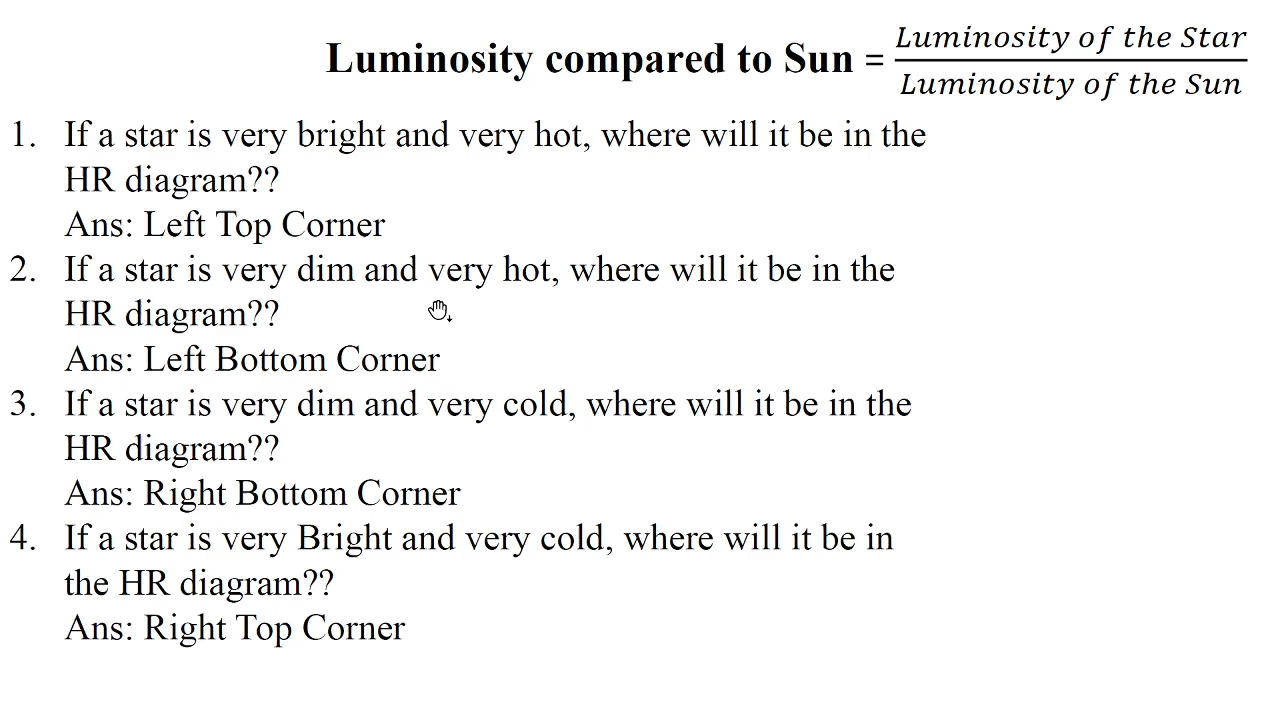 Luminosity compared to Sun = Luminosity of the Star / Luminosity of the Sun
1. If a star is very bright and very hot, where will it be in the
HR diagram??
Ans: Left Top Corner
2. If a star is very dim and very hot, where will it be in the
HR diagram??
Ans: Left Bottom Corner
3. If a star is very dim and very cold, where will it be in the
HR diagram??
Ans: Right Bottom Corner
4. If a star is very Bright and very cold, where will it be in
the HR diagram??
Ans: Right Top Corner